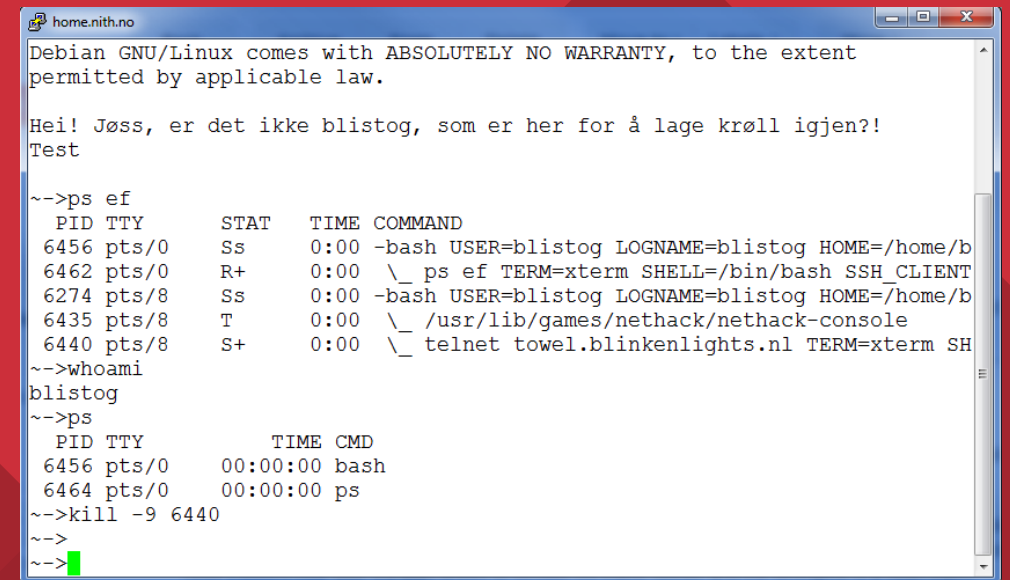 home.nith.no
Debian GNU/Linux comes with ABSOLUTELY NO WARRANTY, to the extent
permitted by applicable law.
Hei! Jøss, er det ikke blistog, som er her for å lage krøll igjen?!
Test
~->ps ef
  PID TTY      STAT   TIME COMMAND
 6456 pts/0    Ss     0:00 -bash USER=blistog LOGNAME=blistog HOME=/home/b
 6462 pts/0    R+     0:00  \_ ps ef TERM=xterm SHELL=/bin/bash SSH_CLIENT
 6274 pts/8    Ss     0:00 -bash USER=blistog LOGNAME=blistog HOME=/home/b
 6435 pts/8    T      0:00  \_ /usr/lib/games/nethack/nethack-console
 6440 pts/8    S+     0:00  \_ telnet towel.blinkenlights.nl TERM=xterm SH
~->whoami
blistog
~->ps
  PID TTY          TIME CMD
 6456 pts/0    00:00:00 bash
 6464 pts/0    00:00:00 ps
~->kill -9 6440
~->
~->